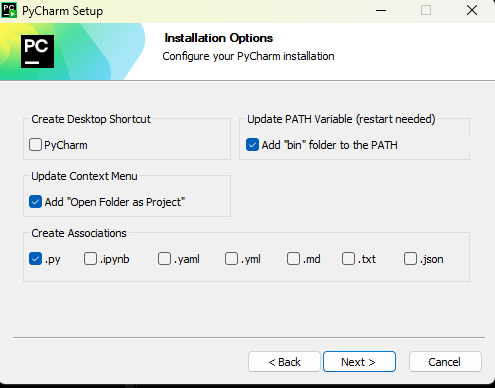 PyCharm Setup
PC
PC
Installation Options
Configure your PyCharm installation
Create Desktop Shortcut
PyCharm
Update PATH Variable (restart needed)
Add "bin" folder to the PATH
Update Context Menu
Add "Open Folder as Project"
Create Associations
.py .ipynb .yaml .yml .md .txt .json
< Back Next > Cancel